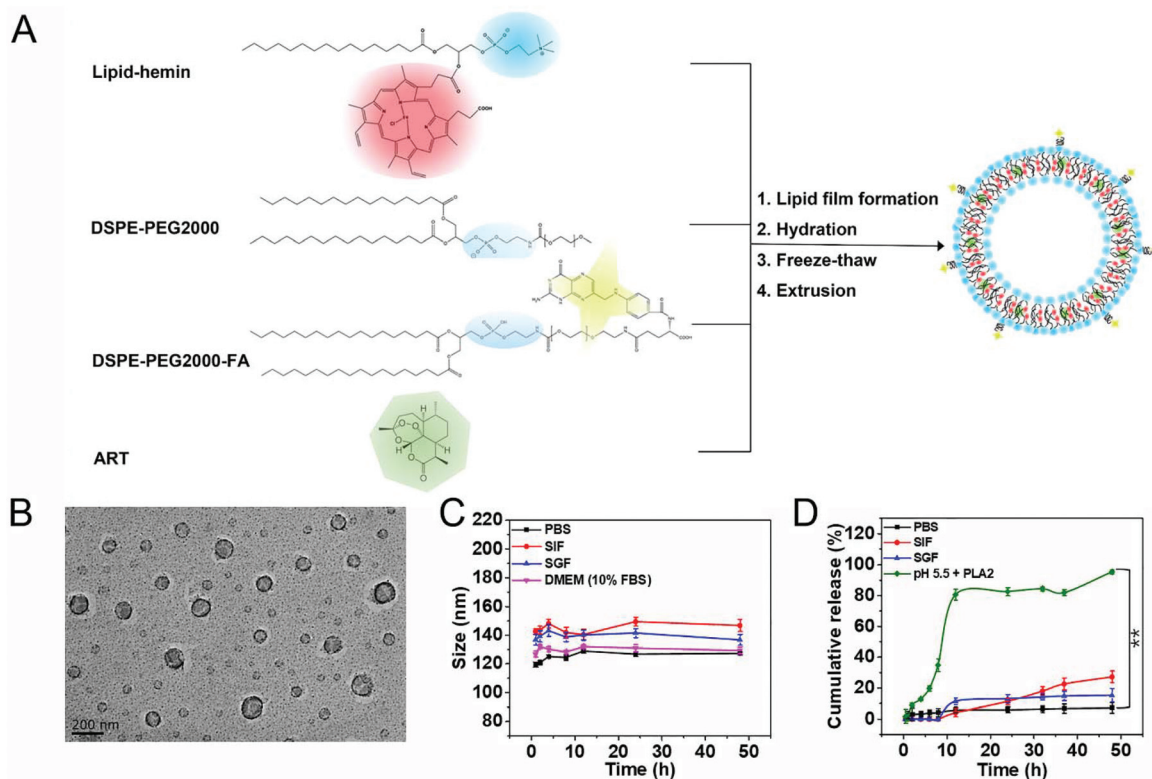 A
Lipid-hemin
COOH
DSPE-PEG2000
1. Lipid film formation
2. Hydration
3. Freeze-thaw
4. Extrusion
DSPE-PEG2000-FA
COOH
ART
B
200 nm
C
220
200
180
160
140
120
100
80
Size (nm)
PBS
SIF
SGF
DMEM (10% FBS)
0 10 20 30 40 50
Time (h)
D
120
100
80
60
40
20
0
Cumulative release (%)
PBS
SIF
SGF
pH 5.5 + PLA2
**
0 10 20 30 40 50
Time (h)